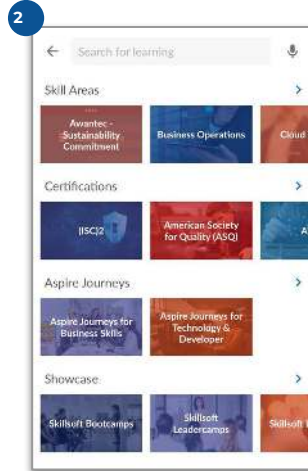 2
Search for learning
Skill Areas
Awantec -
Sustainability
Commitment
Business Operations
Cloud
Certifications
(ISC)2
American Society
for Quality (ASQ)
A
Aspire Journeys
Aspire Journeys for
Business Skills
Aspire Journeys for
Technology &
Developer
Showcase
Skillsoft Bootcamps
Skillsoft
Leadercamps
Skillsoft